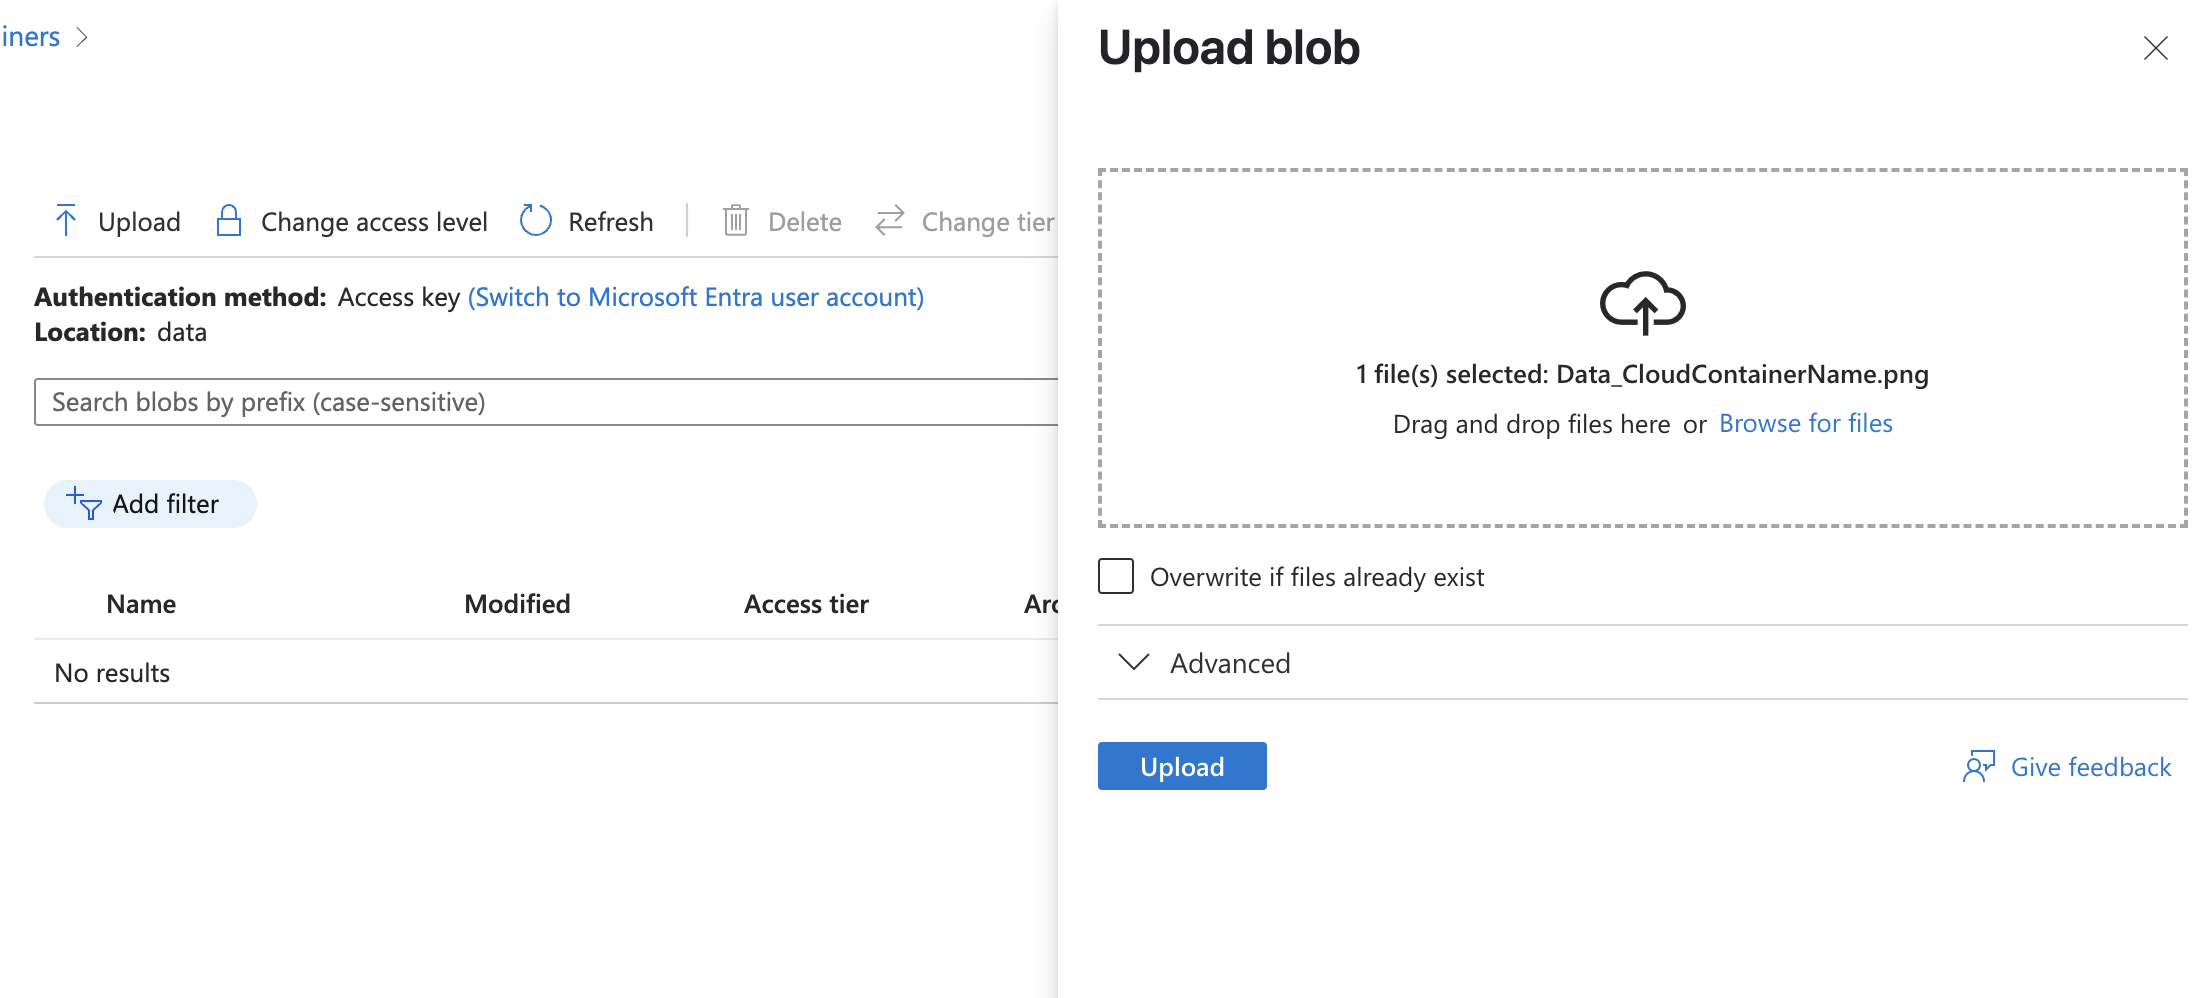 iners
Upload
Change access level
Refresh
Delete
Change tier
Authentication method: Access key (Switch to Microsoft Entra user account)
Location: data
Search blobs by prefix (case-sensitive)
Add filter
Name Modified Access tier Arc
No results
Upload blob
1 file(s) selected: Data_CloudContainerName.png
Drag and drop files here or Browse for files
Overwrite if files already exist
Advanced
Upload
Give feedback